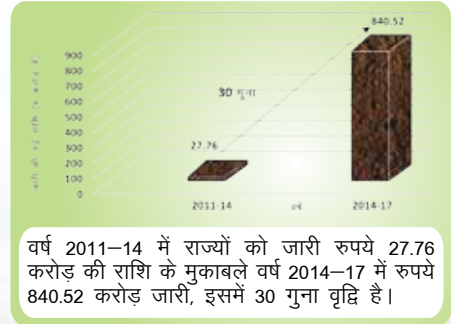 840.52
900
800
700
600
500
400
300
200
100
0
30 गुना
27.76
2011-14 वर्ष 2014-17
वर्ष 2011–14 में राज्यों को जारी रुपये 27.76
करोड़ की राशि के मुकाबले वर्ष 2014–17 में रुपये
840.52 करोड़ जारी, इसमें 30 गुना वृद्वि है।